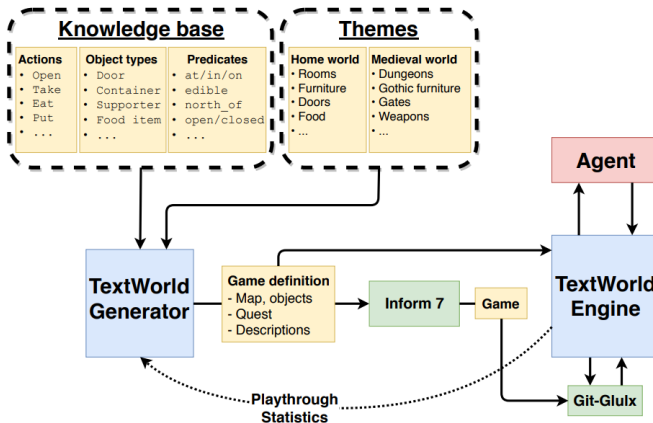 Knowledge base
Actions
• Open
• Take
• Eat
• Put
• ...
Object types
• Door
• Container
• Supporter
• Food item
• ...
Predicates
• at/in/on
• edible
• north_of
• open/closed
• ...
Themes
Home world
• Rooms
• Furniture
• Doors
• Food
• ...
Medieval world
• Dungeons
• Gothic furniture
• Gates
• Weapons
• ...
Agent
TextWorld
Generator
Game definition
- Map, objects
- Quest
- Descriptions
Inform 7
Game
TextWorld
Engine
Playthrough
Statistics
Git-Glulx